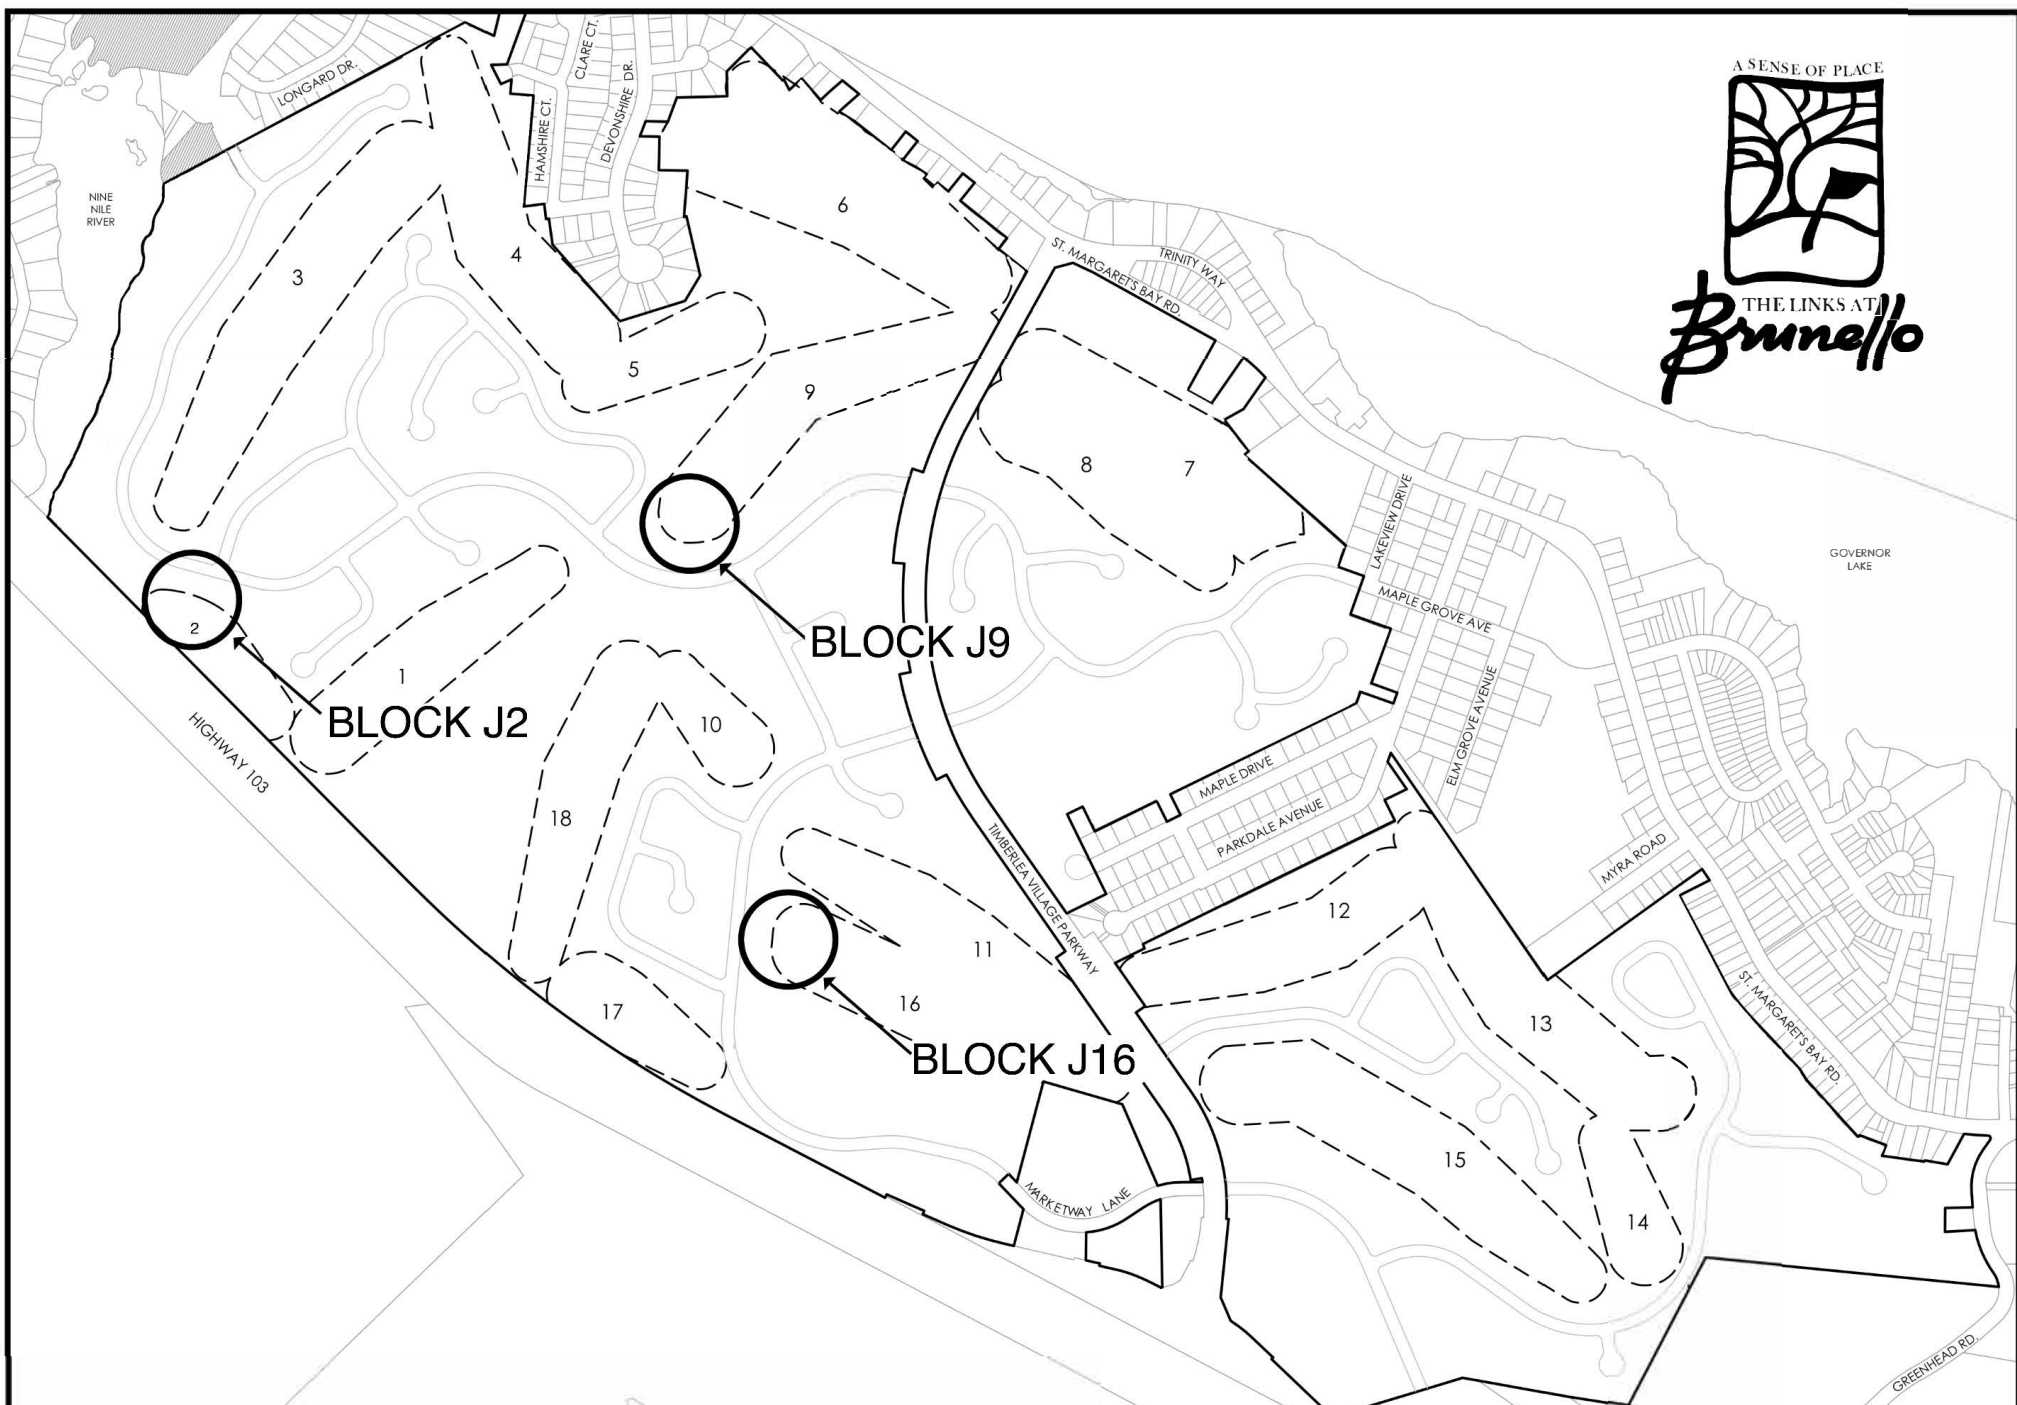 A SENSE OF PLACE
THE LINKS AT
Brunello
LONGARD DR.
CLARE CT.
HAMSHIRE CT.
DEVONSHIRE DR.
NINE
NILE
RIVER
3
4
5
6
9
ST. MARGARETS BAY RD.
TRINITY WAY
8
7
LAKEVIEW DRIVE
MAPLE GROVE AVE
ELM GROVE AVENUE
GOVERNOR
LAKE
2
BLOCK J9
1
BLOCK J2
HIGHWAY 103
10
18
MAPLE DRIVE
PARKDALE AVENUE
TIMBERLEA VILLAGE PARKWAY
MYRA ROAD
12
11
16
17
BLOCK J16
13
ST. MARGARETS BAY RD.
15
14
MARKETWAY LANE
GREENHEAD RD.